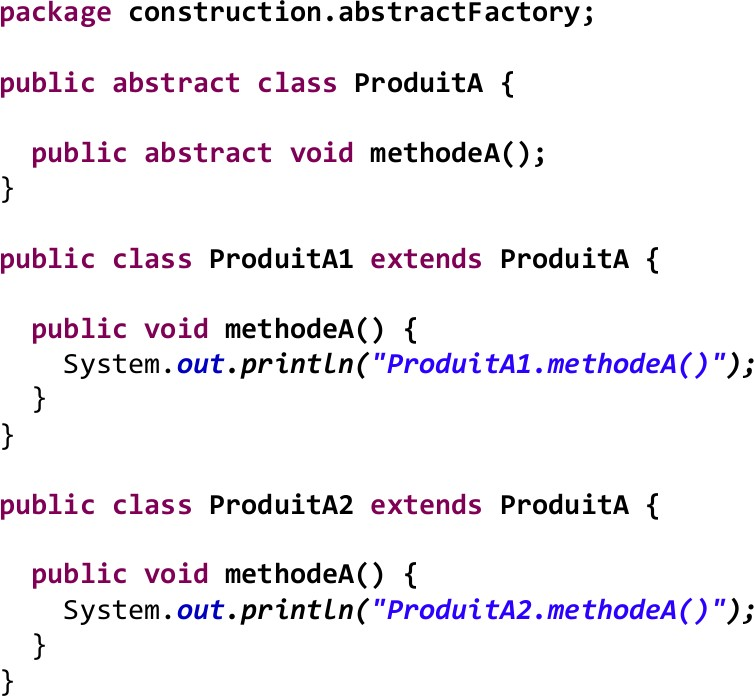 package construction.abstractFactory;
public abstract class ProduitA {
public abstract void methodeA();
}
public class ProduitA1 extends ProduitA {
public void methodeA() {
System.out.println("ProduitA1.methodeA()");
}
}
public class ProduitA2 extends ProduitA {
public void methodeA() {
System.out.println("ProduitA2.methodeA()");
}
}